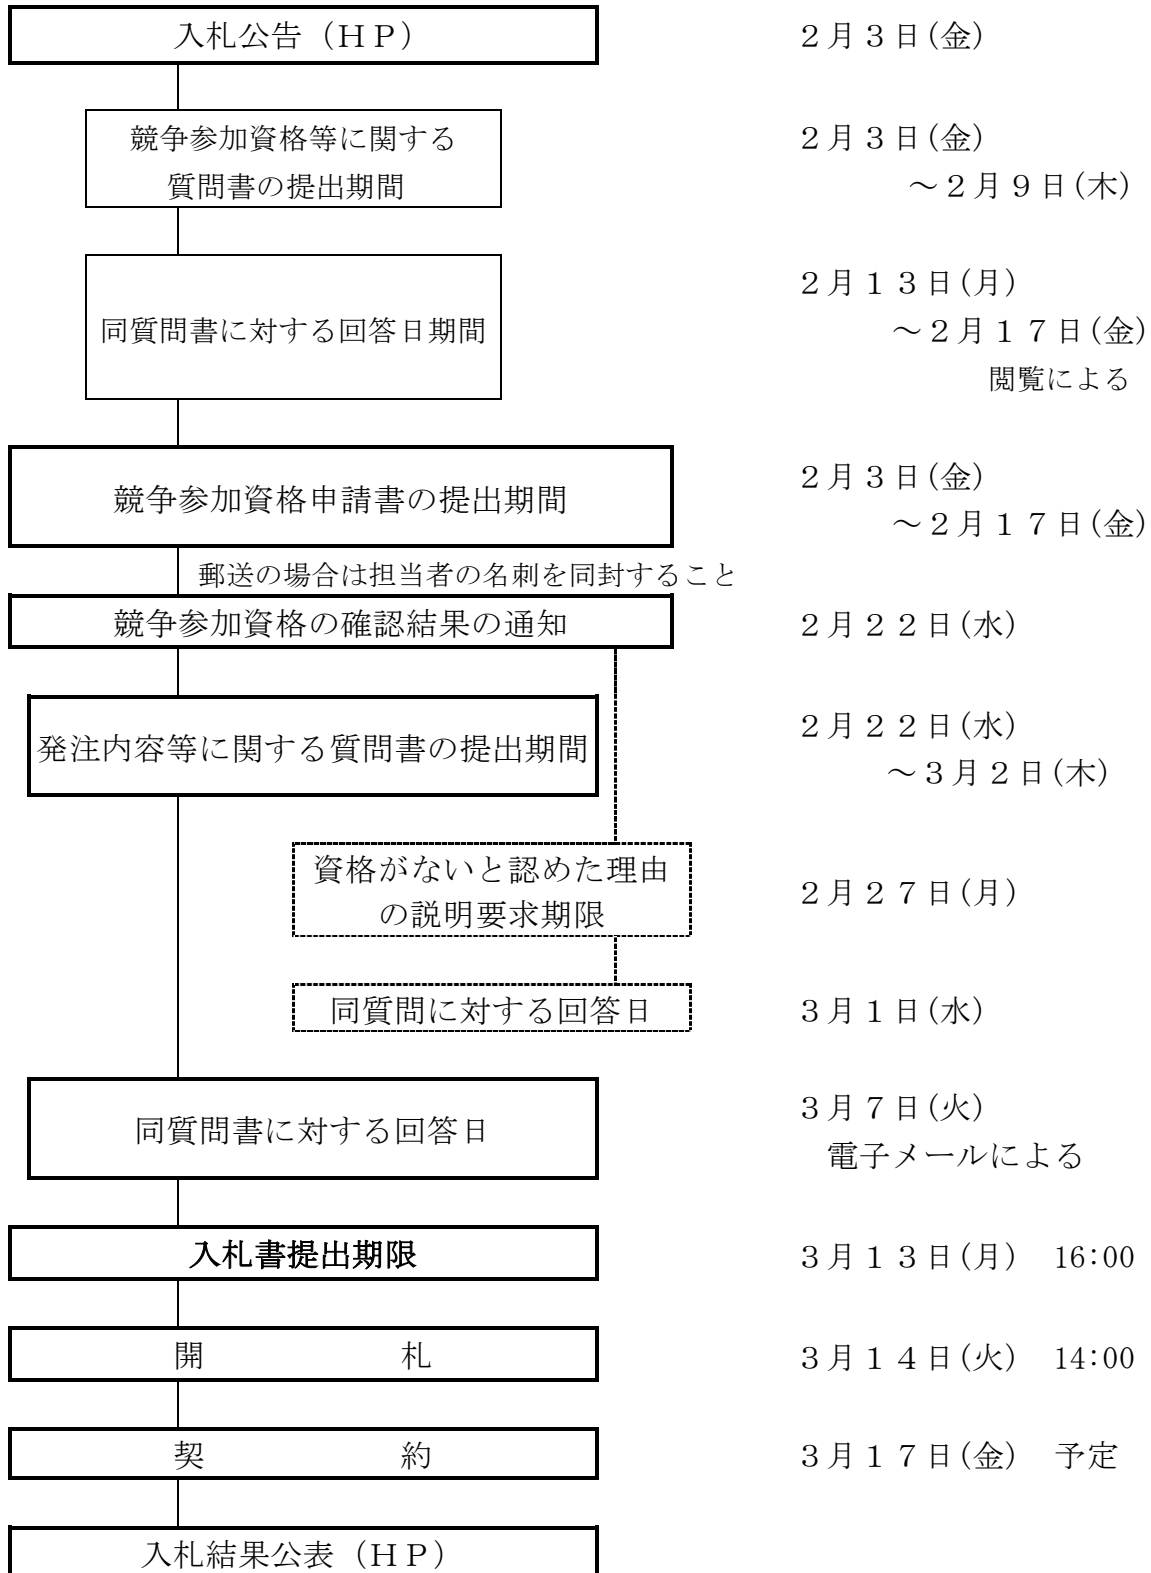 入札公告（ＨＰ）
２月３日(金)
競争参加資格等に関する
質問書の提出期間
２月３日(金)
～２月９日(木)
同質問書に対する回答日期間
２月１３日(月)
～２月１７日(金)
閲覧による
競争参加資格申請書の提出期間
２月３日(金)
～２月１７日(金)
郵送の場合は担当者の名刺を同封すること
競争参加資格の確認結果の通知
２月２２日(水)
発注内容等に関する質問書の提出期間
２月２２日(水)
～３月２日(木)
資格がないと認めた理由
の説明要求期限
２月２７日(月)
同質問に対する回答日
３月１日(水)
同質問書に対する回答日
３月７日(火)
電子メールによる
入札書提出期限
３月１３日(月)　16:00
開　　　　　札
３月１４日(火)　14:00
契　　　　　約
３月１７日(金)　予定
入札結果公表（ＨＰ）